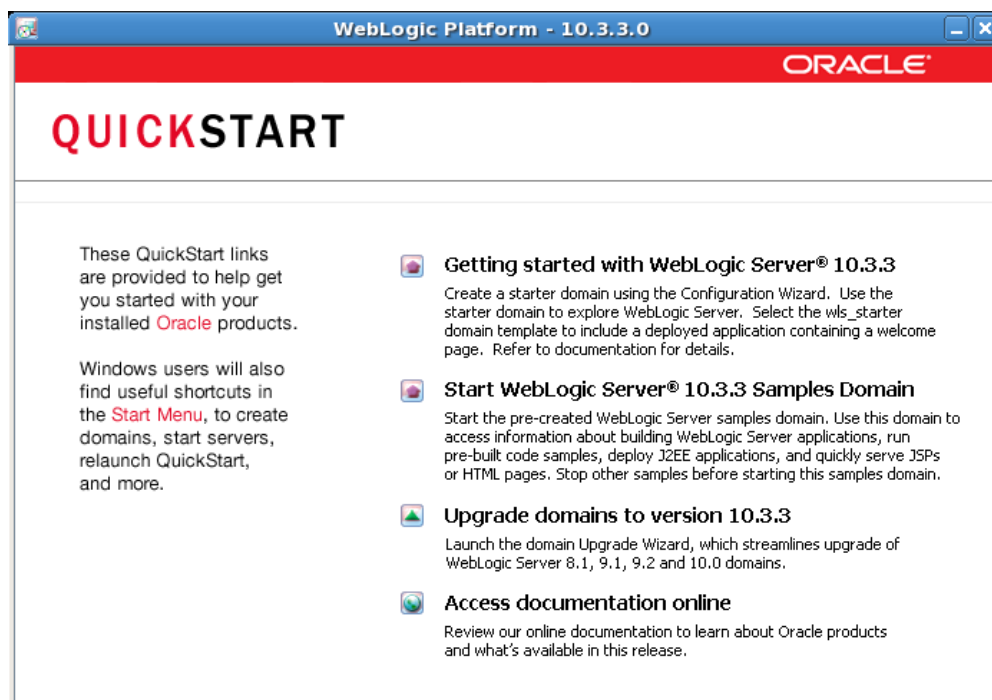 WebLogic Platform - 10.3.3.0
ORACLE®
QUICKSTART
These QuickStart links
are provided to help get
you started with your
installed Oracle products.
Windows users will also
find useful shortcuts in
the Start Menu, to create
domains, start servers,
relaunch QuickStart,
and more.
Getting started with WebLogic Server® 10.3.3
Create a starter domain using the Configuration Wizard.  Use the
starter domain to explore WebLogic Server.  Select the wls_starter
domain template to include a deployed application containing a welcome
page.  Refer to documentation for details.
Start WebLogic Server® 10.3.3 Samples Domain
Start the pre-created WebLogic Server samples domain. Use this domain to
access information about building WebLogic Server applications, run
pre-built code samples, deploy J2EE applications, and quickly serve JSPs
or HTML pages. Stop other samples before starting this samples domain.
Upgrade domains to version 10.3.3
Launch the domain Upgrade Wizard, which streamlines upgrade of
WebLogic Server 8.1, 9.1, 9.2 and 10.0 domains.
Access documentation online
Review our online documentation to learn about Oracle products
and what's available in this release.